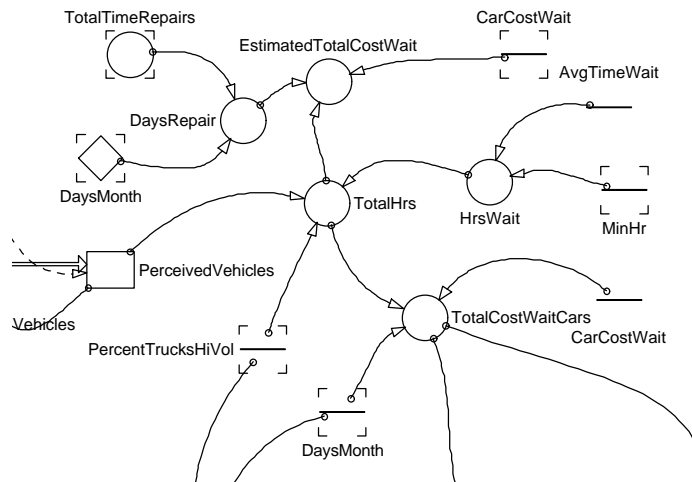 TotalTimeRepairs
CarCostWait
EstimatedTotalCostWait
AvgTimeWait
DaysRepair
DaysMonth
TotalHrs
HrsWait
MinHr
PerceivedVehicles
Vehicles
TotalCostWaitCars
CarCostWait
PercentTrucksHiVol
DaysMonth